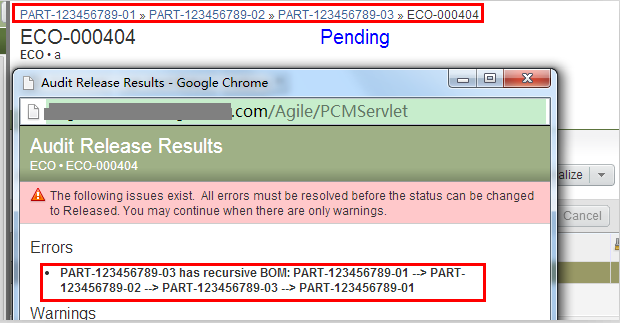 PART-123456789-01 » PART-123456789-02 » PART-123456789-03 » ECO-000404
ECO-000404
Pending
ECO • a
Audit Release Results - Google Chrome
.com/Agile/PCMServlet
Audit Release Results
ECO • ECO-000404
The following issues exist. All errors must be resolved before the status can be changed
to Released. You may continue when there are only warnings.
alize
Cancel
Errors
• PART-123456789-03 has recursive BOM: PART-123456789-01 --> PART-
123456789-02 --> PART-123456789-03 --> PART-123456789-01
Warnings